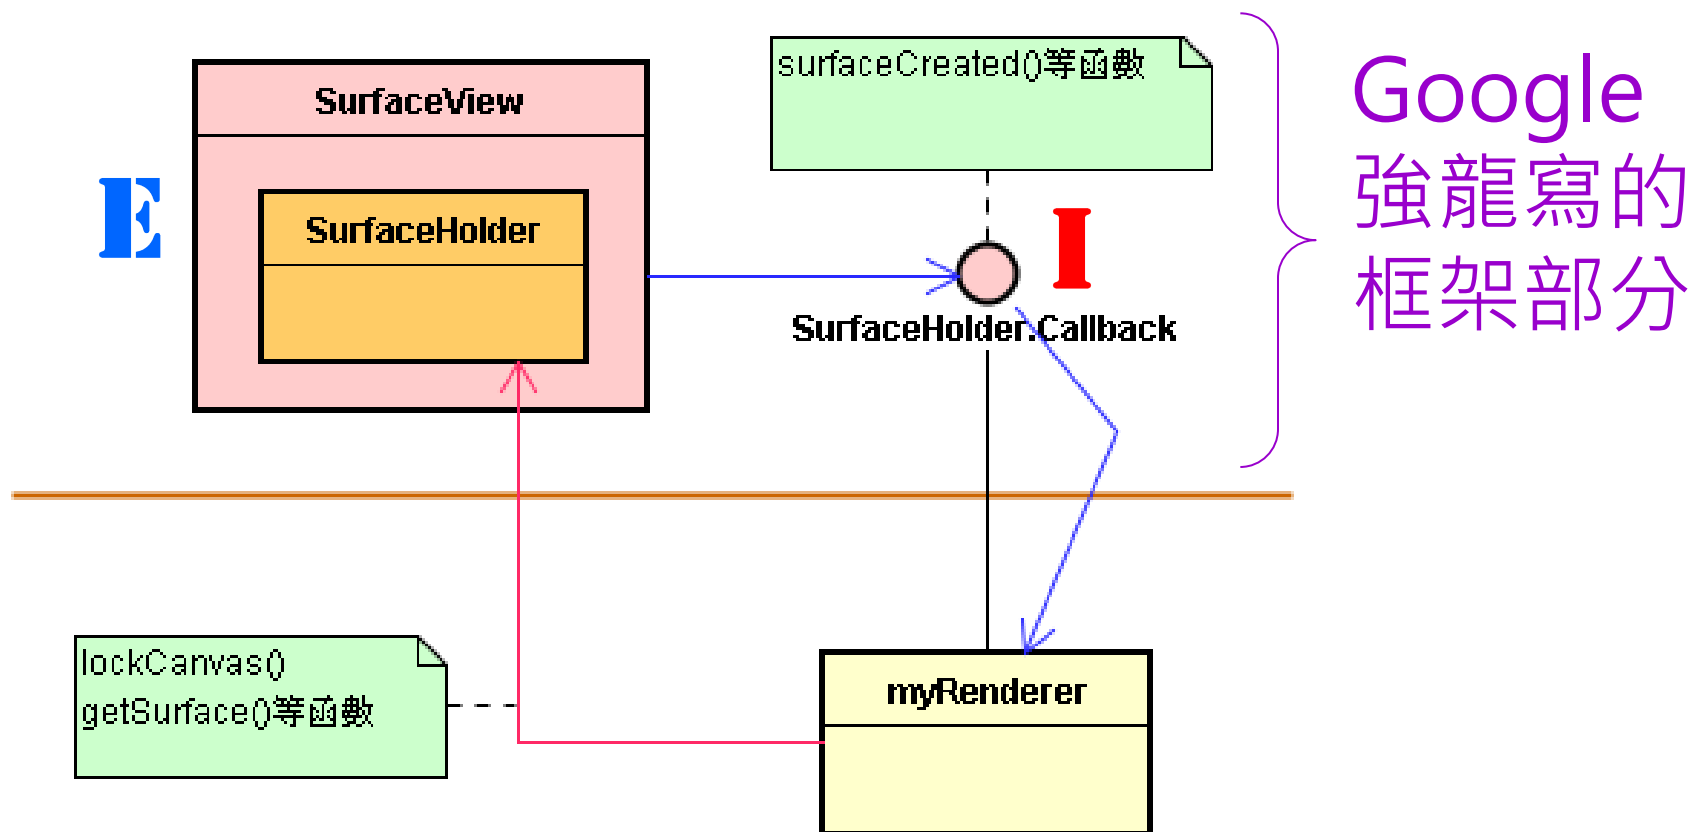 surfaceCreated()等函數
SurfaceView
E
SurfaceHolder
I
SurfaceHolder.Callback
Google
強龍寫的
框架部分
lockCanvas()
getSurface()等函數
myRenderer